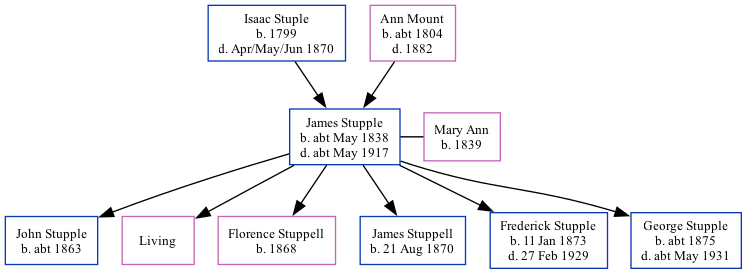 Isaac Stuple
b. 1799
d. Apr/May/Jun 1870
Ann Mount
b. abt 1804
d. 1882
James Stupple
b. abt May 1838
d. abt May 1917
Mary Ann
b. 1839
John Stupple
b. abt 1863
Living
Florence Stuppell
b. 1868
James Stuppell
b. 21 Aug 1870
Frederick Stupple
b. 11 Jan 1873
d. 27 Feb 1929
George Stupple
b. abt 1875
d. abt May 1931